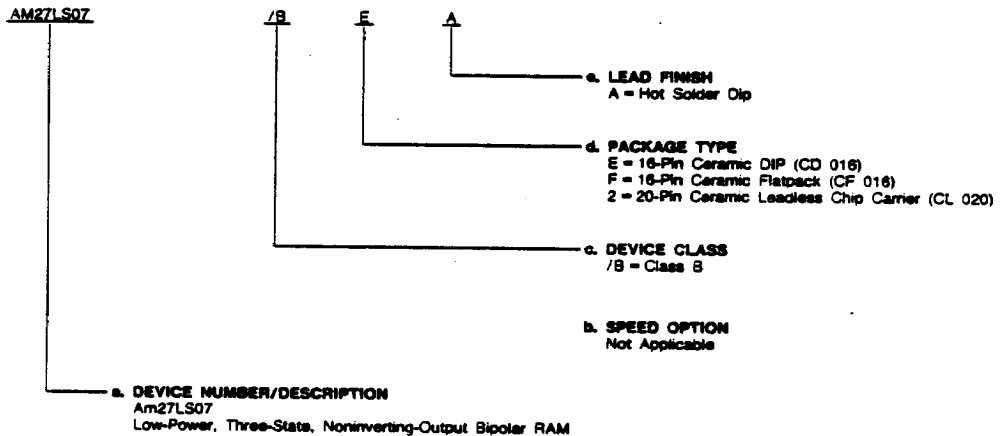 AM27LS07 /B E A
e. LEAD FINISH
A = Hot Solder Dip
d. PACKAGE TYPE
E = 16-Pin Ceramic DIP (CD 016)
F = 16-Pin Ceramic Flatpack (CF 016)
2 = 20-Pin Ceramic Leadless Chip Carrier (CL 020)
c. DEVICE CLASS
/B = Class B
b. SPEED OPTION
Not Applicable
a. DEVICE NUMBER/DESCRIPTION
Am27LS07
Low-Power, Three-State, Noninverting-Output Bipolar RAM